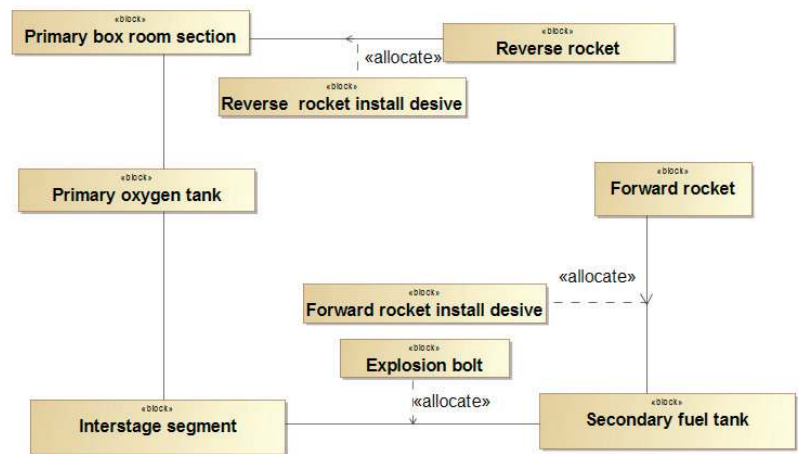 «block»
Primary box room section
«block»
Reverse rocket
«allocate»
«block»
Reverse rocket install desive
«block»
Primary oxygen tank
«block»
Forward rocket
«allocate»
«block»
Forward rocket install desive
«block»
Explosion bolt
«allocate»
«block»
Interstage segment
«block»
Secondary fuel tank